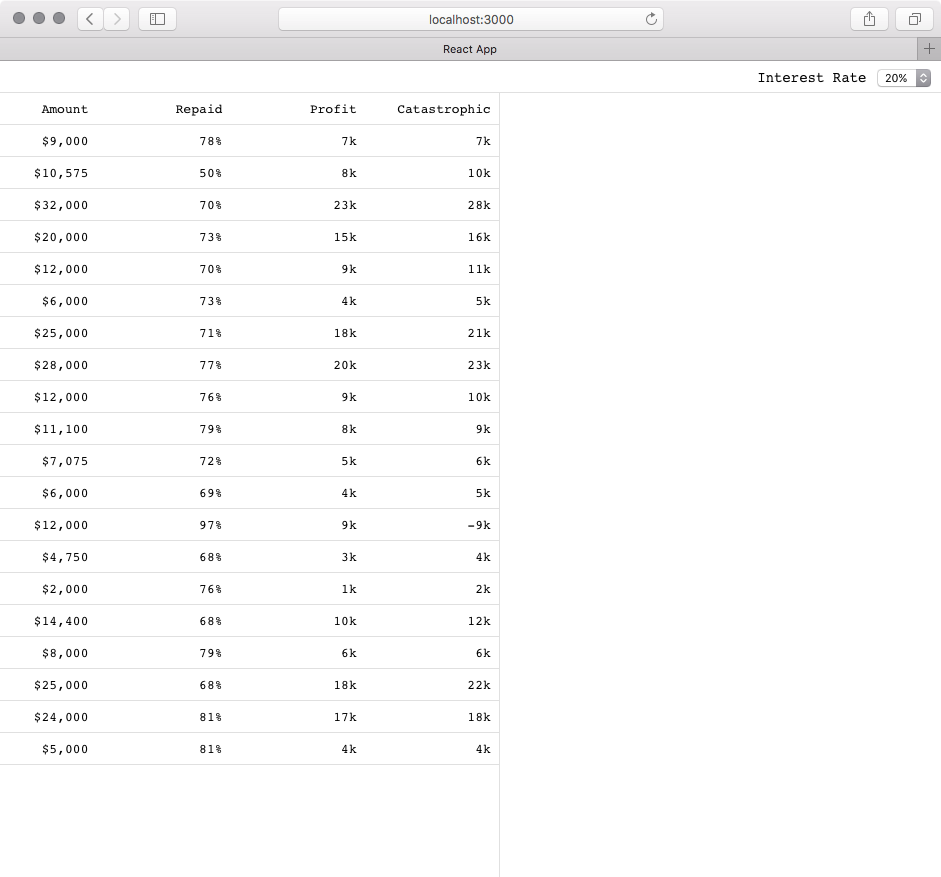 localhost:3000
React App
Interest Rate 20%
Amount Repaid Profit Catastrophic
$9,000 78% 7k 7k
$10,575 50% 8k 10k
$32,000 70% 23k 28k
$20,000 73% 15k 16k
$12,000 70% 9k 11k
$6,000 73% 4k 5k
$25,000 71% 18k 21k
$28,000 77% 20k 23k
$12,000 76% 9k 10k
$11,100 79% 8k 9k
$7,075 72% 5k 6k
$6,000 69% 4k 5k
$12,000 97% 9k -9k
$4,750 68% 3k 4k
$2,000 76% 1k 2k
$14,400 68% 10k 12k
$8,000 79% 6k 6k
$25,000 68% 18k 22k
$24,000 81% 17k 18k
$5,000 81% 4k 4k